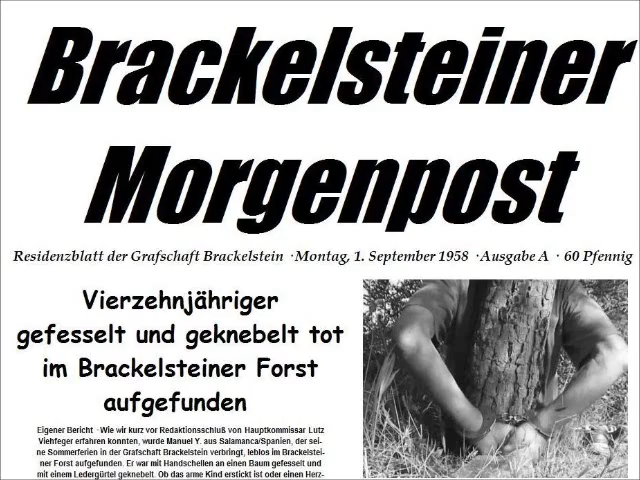 Brackelsteiner
Morgenpost
Residenzblatt der Grafschaft Brackelstein · Montag, 1. September 1958 · Ausgabe A · 60 Pfennig
Vierzehnjähriger
gefesselt und geknebelt tot
im Brackelsteiner Forst
aufgefunden
Eigener Bericht · Wie wir kurz vor Redaktionsschluß von Hauptkommissar Lutz
Viehfeger erfahren konnten, wurde Manuel Y. aus Salamanca/Spanien, der sei-
ne Sommerferien in der Grafschaft Brackelstein verbringt, leblos im Brackelstei-
ner Forst aufgefunden. Er war mit Handschellen an einen Baum gefesselt und
mit einem Ledergürtel geknebelt. Ob das arme Kind erstickt ist oder einen Herz-